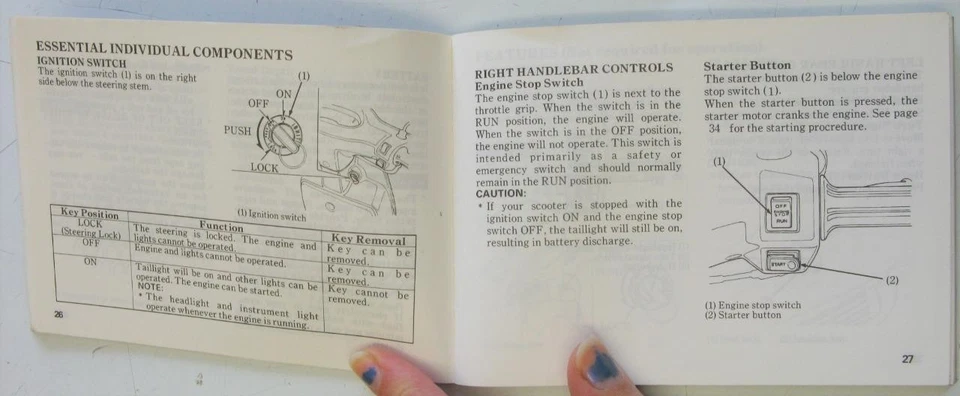 ESSENTIAL INDIVIDUAL COMPONENTS
IGNITION SWITCH
The ignition switch (1) is on the right
side below the steering stem.
(1)
ON
OFF
PUSH
LOCK
(1) Ignition switch
Key Position Function Key Removal
LOCK
(Steering Lock)
The steering is locked. The engine and
lights cannot be operated.
Key can be
removed.
OFF
Engine and lights cannot be operated.
Key can be
removed.
ON
Taillight will be on and other lights can be
operated. The engine can be started.
NOTE:
* The headlight and instrument light
operate whenever the engine is running.
Key cannot be
removed.
26
RIGHT HANDLEBAR CONTROLS
Engine Stop Switch
The engine stop switch (1) is next to the
throttle grip. When the switch is in the
RUN position, the engine will operate.
When the switch is in the OFF position,
the engine will not operate. This switch is
intended primarily as a safety or
emergency switch and should normally
remain in the RUN position.
CAUTION:
* If your scooter is stopped with the
ignition switch ON and the engine stop
switch OFF, the taillight will still be on,
resulting in battery discharge.
Starter Button
The starter button (2) is below the engine
stop switch (1).
When the starter button is pressed, the
starter motor cranks the engine. See page
34 for the starting procredure.
(1)
OFF
RUN
START
(2)
(1) Engine stop switch
(2) Starter button
27